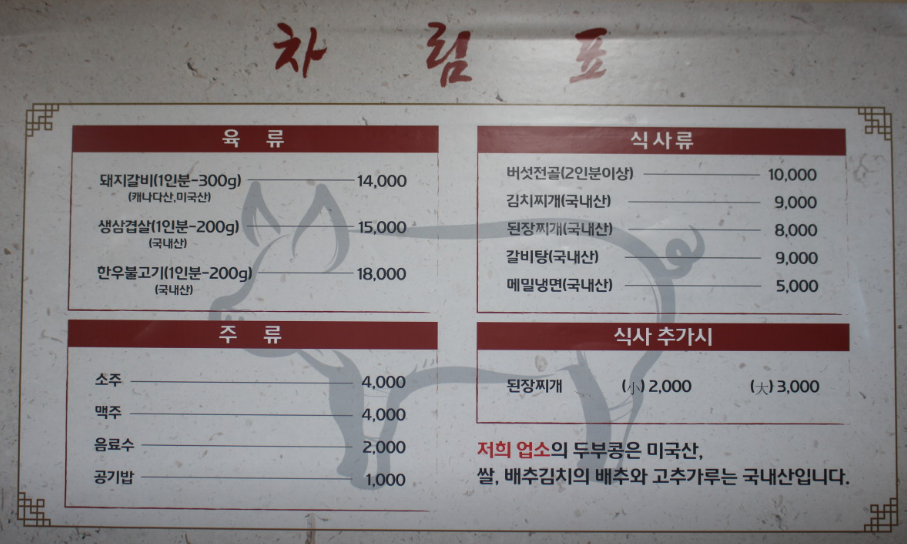 차 림 표
육 류
돼지갈비(1인분-300g) 14,000
(캐나다산,미국산)
생삼겹살(1인분-200g) 15,000
(국내산)
한우불고기(1인분-200g) 18,000
(국내산)
주 류
소주 4,000
맥주 4,000
음료수 2,000
공기밥 1,000
식사류
버섯전골(2인분이상) 10,000
김치찌개(국내산) 9,000
된장찌개(국내산) 8,000
갈비탕(국내산) 9,000
메밀냉면(국내산) 5,000
식사 추가시
된장찌개 (小) 2,000 (大) 3,000
저희 업소의 두부콩은 미국산,
쌀, 배추김치의 배추와 고추가루는 국내산입니다.